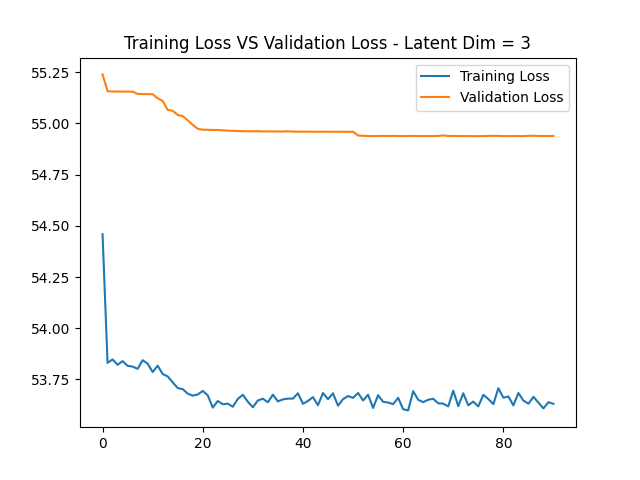 Training Loss VS Validation Loss - Latent Dim = 3
Training Loss
Validation Loss
55.25
55.00
54.75
54.50
54.25
54.00
53.75
0 20 40 60 80